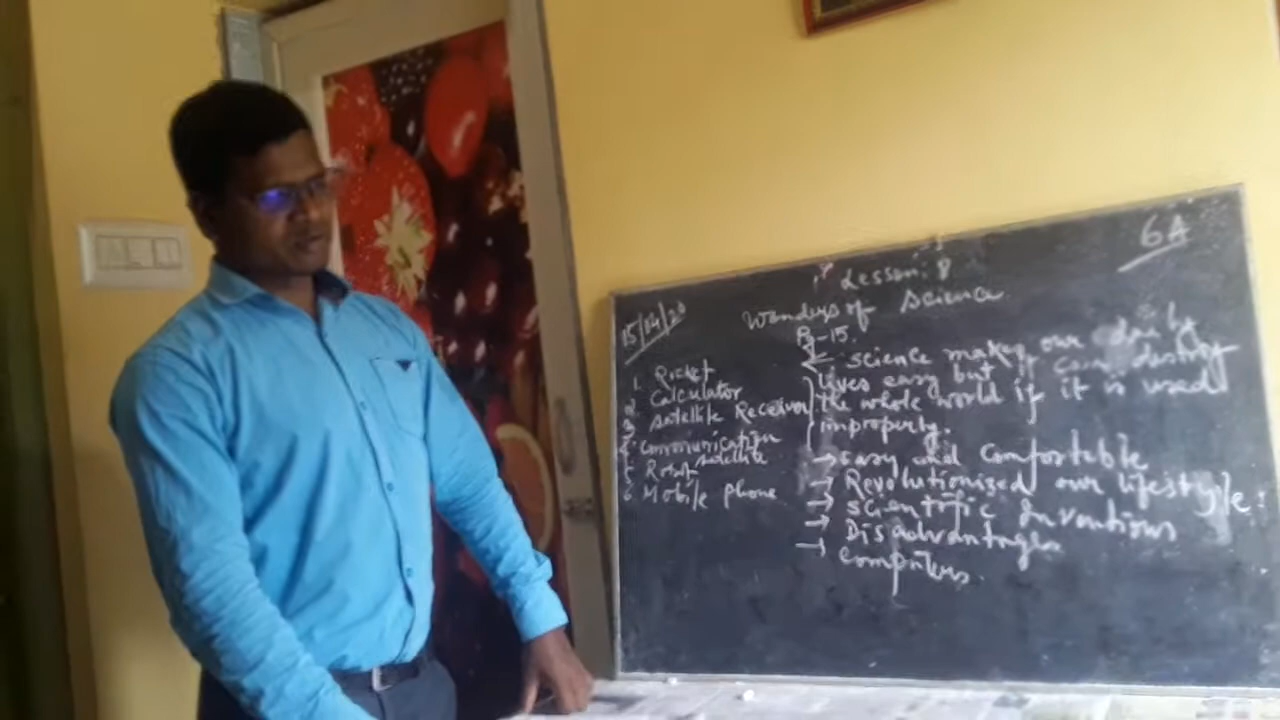 6A
Lesson: 8
15/04/20
Wonders of Science
Pg-15.
1. Rocket
2 Calculator
3 Satellite Receiver
4 Communication
satellite
5 Robot
6 Mobile phone
science makes our daily
lives easy but it can destroy
the whole world if it is used
improperly.
→ easy and Comfortable
→ Revolutionized our lifestyle.
→ scientific Inventions
→ Disadvantages
→ computers.